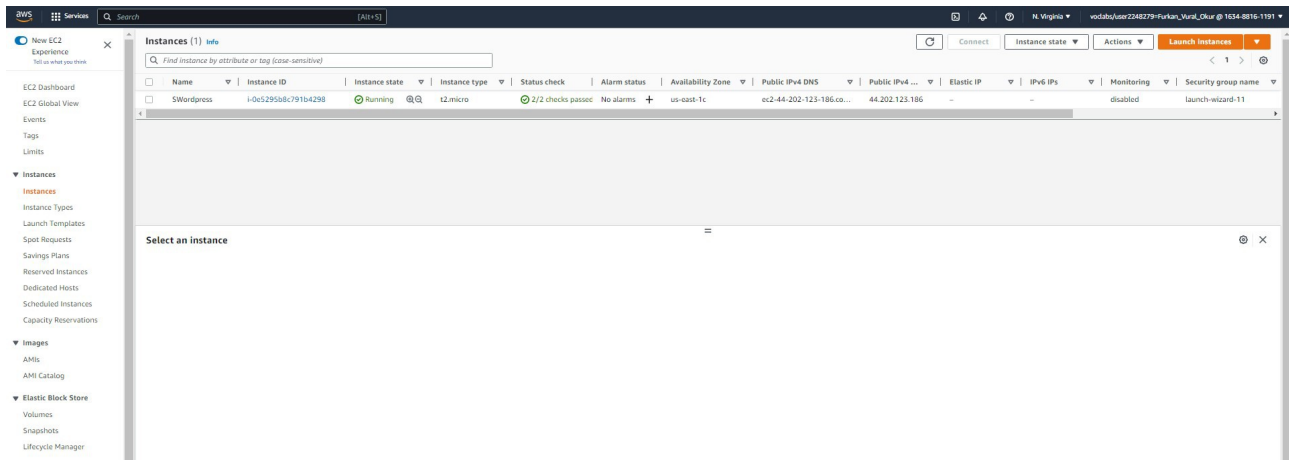 aws Services Search [Alt+S] N. Virginia vodabs/user2248279=Furkan_Vural_Okur @ 1634-8816-1191
New EC2 Experience
Tell us what you think
EC2 Dashboard
EC2 Global View
Events
Tags
Limits
Instances
Instances
Instance Types
Launch Templates
Spot Requests
Savings Plans
Reserved Instances
Dedicated Hosts
Scheduled Instances
Capacity Reservations
Images
AMIs
AMI Catalog
Elastic Block Store
Volumes
Snapshots
Lifecycle Manager
Instances (1) Info Connect Instance state Actions Launch Instances
Find instance by attribute or tag (case-sensitive) 1
Name Instance ID Instance state Instance type Status check Alarm status Availability Zone Public IPv4 DNS Public IPv4 ... Elastic IP IPv6 IPs Monitoring Security group name
SWordpress i-0e5295b8c791b4298 Running t2.micro 2/2 checks passed No alarms + us-east-1c ec2-44-202-123-186.co... 44.202.123.186 – – disabled launch-wizard-11
Select an instance